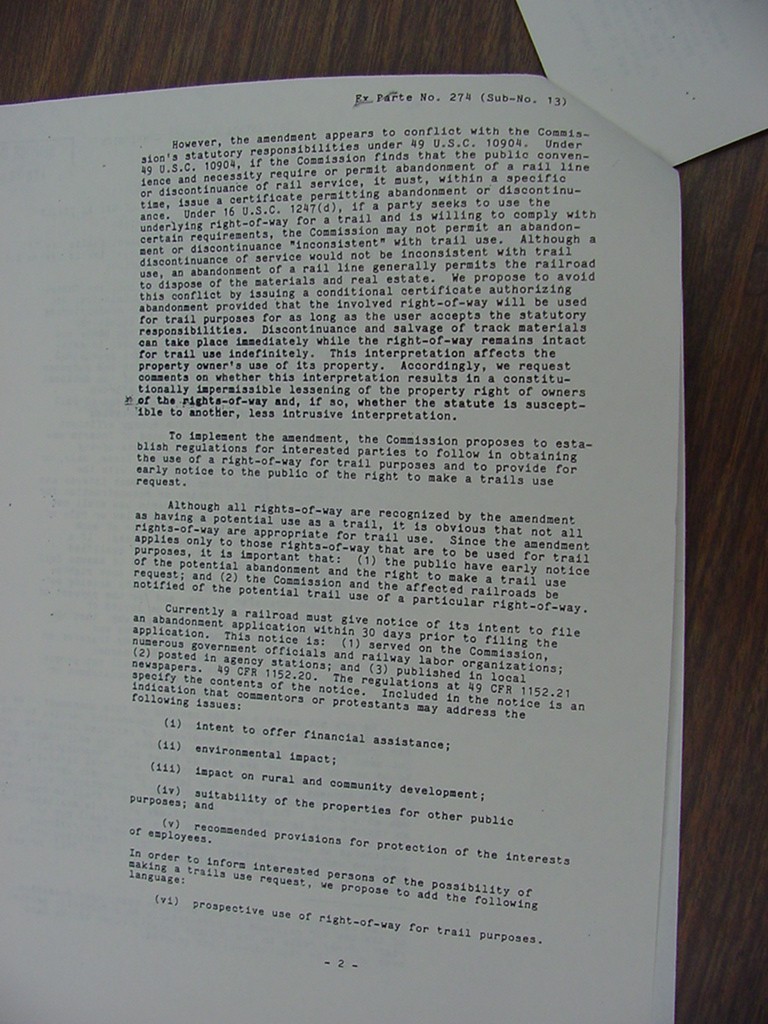 Ex Parte No. 274 (Sub-No. 13)
However, the amendment appears to conflict with the Commis-
sion's statutory responsibilities under 49 U.S.C. 10904. Under
49 U.S.C. 10904, if the Commission finds that the public conven-
ience and necessity require or permit abandonment of a rail line
or discontinuance of rail service, it must, within a specific
time, issue a certificate permitting abandonment or discontinu-
ance. Under 16 U.S.C. 1247(d), if a party seeks to use the
underlying right-of-way for a trail and is willing to comply with
certain requirements, the Commission may not permit an abandon-
ment or discontinuance "inconsistent" with trail use. Although a
discontinuance of service would not be inconsistent with trail
use, an abandonment of a rail line generally permits the railroad
to dispose of the materials and real estate. We propose to avoid
this conflict by issuing a conditional certificate authorizing
abandonment provided that the involved right-of-way will be used
for trail purposes for as long as the user accepts the statutory
responsibilities. Discontinuance and salvage of track materials
can take place immediately while the right-of-way remains intact
for trail use indefinitely. This interpretation affects the
property owner's use of its property. Accordingly, we request
comments on whether this interpretation results in a constitu-
tionally impermissible lessening of the property right of owners
of the rights-of-way and, if so, whether the statute is suscept-
ible to another, less intrusive interpretation.
To implement the amendment, the Commission proposes to esta-
blish regulations for interested parties to follow in obtaining
the use of a right-of-way for trail purposes and to provide for
early notice to the public of the right to make a trails use
request.
Although all rights-of-way are recognized by the amendment
as having a potential use as a trail, it is obvious that not all
rights-of-way are appropriate for trail use. Since the amendment
applies only to those rights-of-way that are to be used for trail
purposes, it is important that: (1) the public have early notice
of the potential abandonment and the right to make a trail use
request; and (2) the Commission and the affected railroads be
notified of the potential trail use of a particular right-of-way.
Currently a railroad must give notice of its intent to file
an abandonment application within 30 days prior to filing the
application. This notice is: (1) served on the Commission,
numerous government officials and railway labor organizations;
(2) posted in agency stations; and (3) published in local
newspapers. 49 CFR 1152.20. The regulations at 49 CFR 1152.21
specify the contents of the notice. Included in the notice is an
indication that commentors or protestants may address the
following issues:
(i) intent to offer financial assistance;
(ii) environmental impact;
(iii) impact on rural and community development;
(iv) suitability of the properties for other public
purposes; and
(v) recommended provisions for protection of the interests
of employees.
In order to inform interested persons of the possibility of
making a trails use request, we propose to add the following
language:
(vi) prospective use of right-of-way for trail purposes.
- 2 -